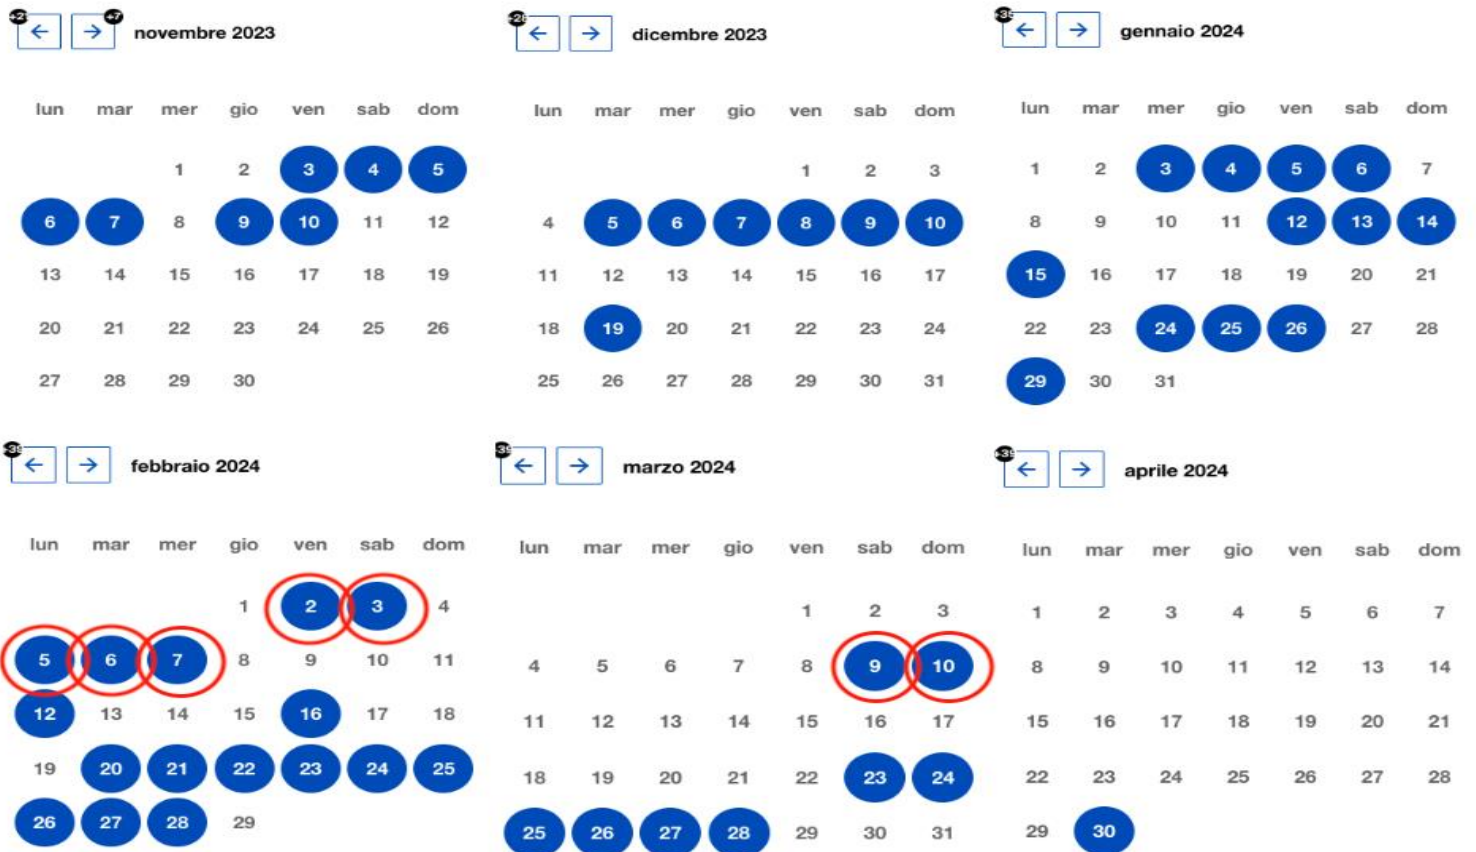 +2
← → +7 novembre 2023
lun mar mer gio ven sab dom
1 2 3 4 5
6 7 8 9 10 11 12
13 14 15 16 17 18 19
20 21 22 23 24 25 26
27 28 29 30
+28
← → dicembre 2023
lun mar mer gio ven sab dom
1 2 3
4 5 6 7 8 9 10
11 12 13 14 15 16 17
18 19 20 21 22 23 24
25 26 27 28 29 30 31
← → gennaio 2024
lun mar mer gio ven sab dom
1 2 3 4 5 6 7
8 9 10 11 12 13 14
15 16 17 18 19 20 21
22 23 24 25 26 27 28
29 30 31
← → febbraio 2024
lun mar mer gio ven sab dom
1 2 3 4
5 6 7 8 9 10 11
12 13 14 15 16 17 18
19 20 21 22 23 24 25
26 27 28 29
← → marzo 2024
lun mar mer gio ven sab dom
1 2 3
4 5 6 7 8 9 10
11 12 13 14 15 16 17
18 19 20 21 22 23 24
25 26 27 28 29 30 31
← → aprile 2024
lun mar mer gio ven sab dom
1 2 3 4 5 6 7
8 9 10 11 12 13 14
15 16 17 18 19 20 21
22 23 24 25 26 27 28
29 30